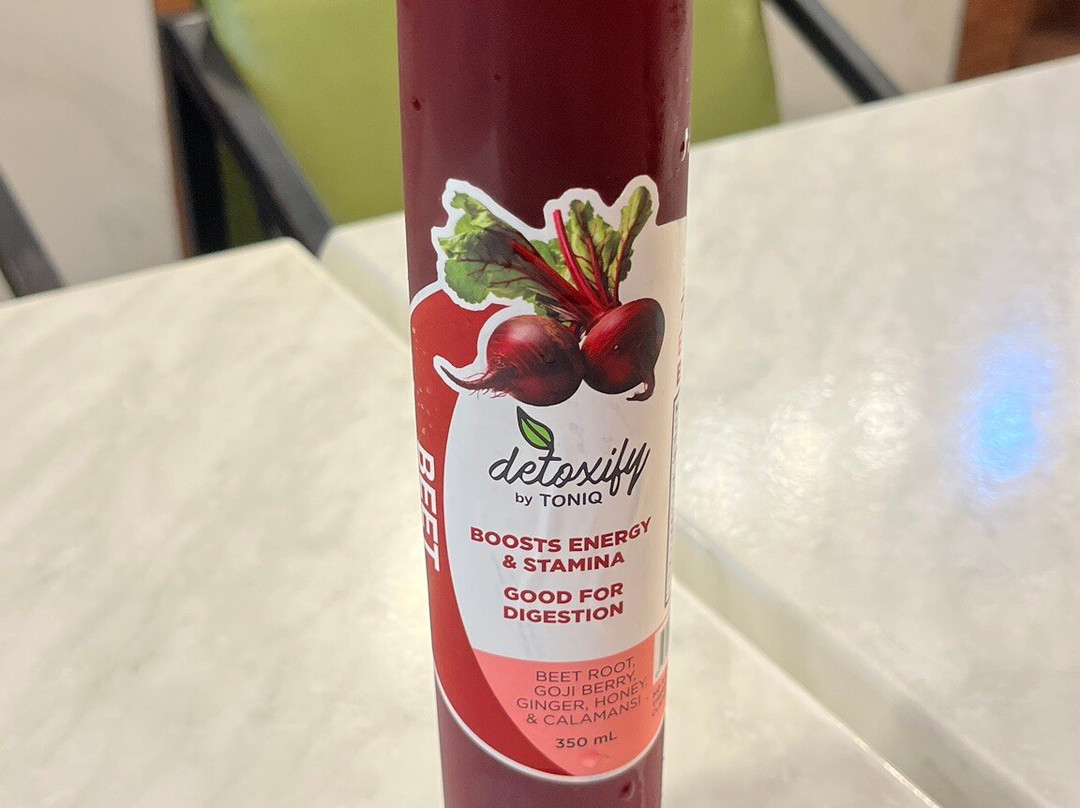 BEET
detoxify
by TONIQ
BOOSTS ENERGY
& STAMINA
GOOD FOR
DIGESTION
BEET ROOT,
GOJI BERRY,
GINGER, HONEY,
& CALAMANSI
350 mL